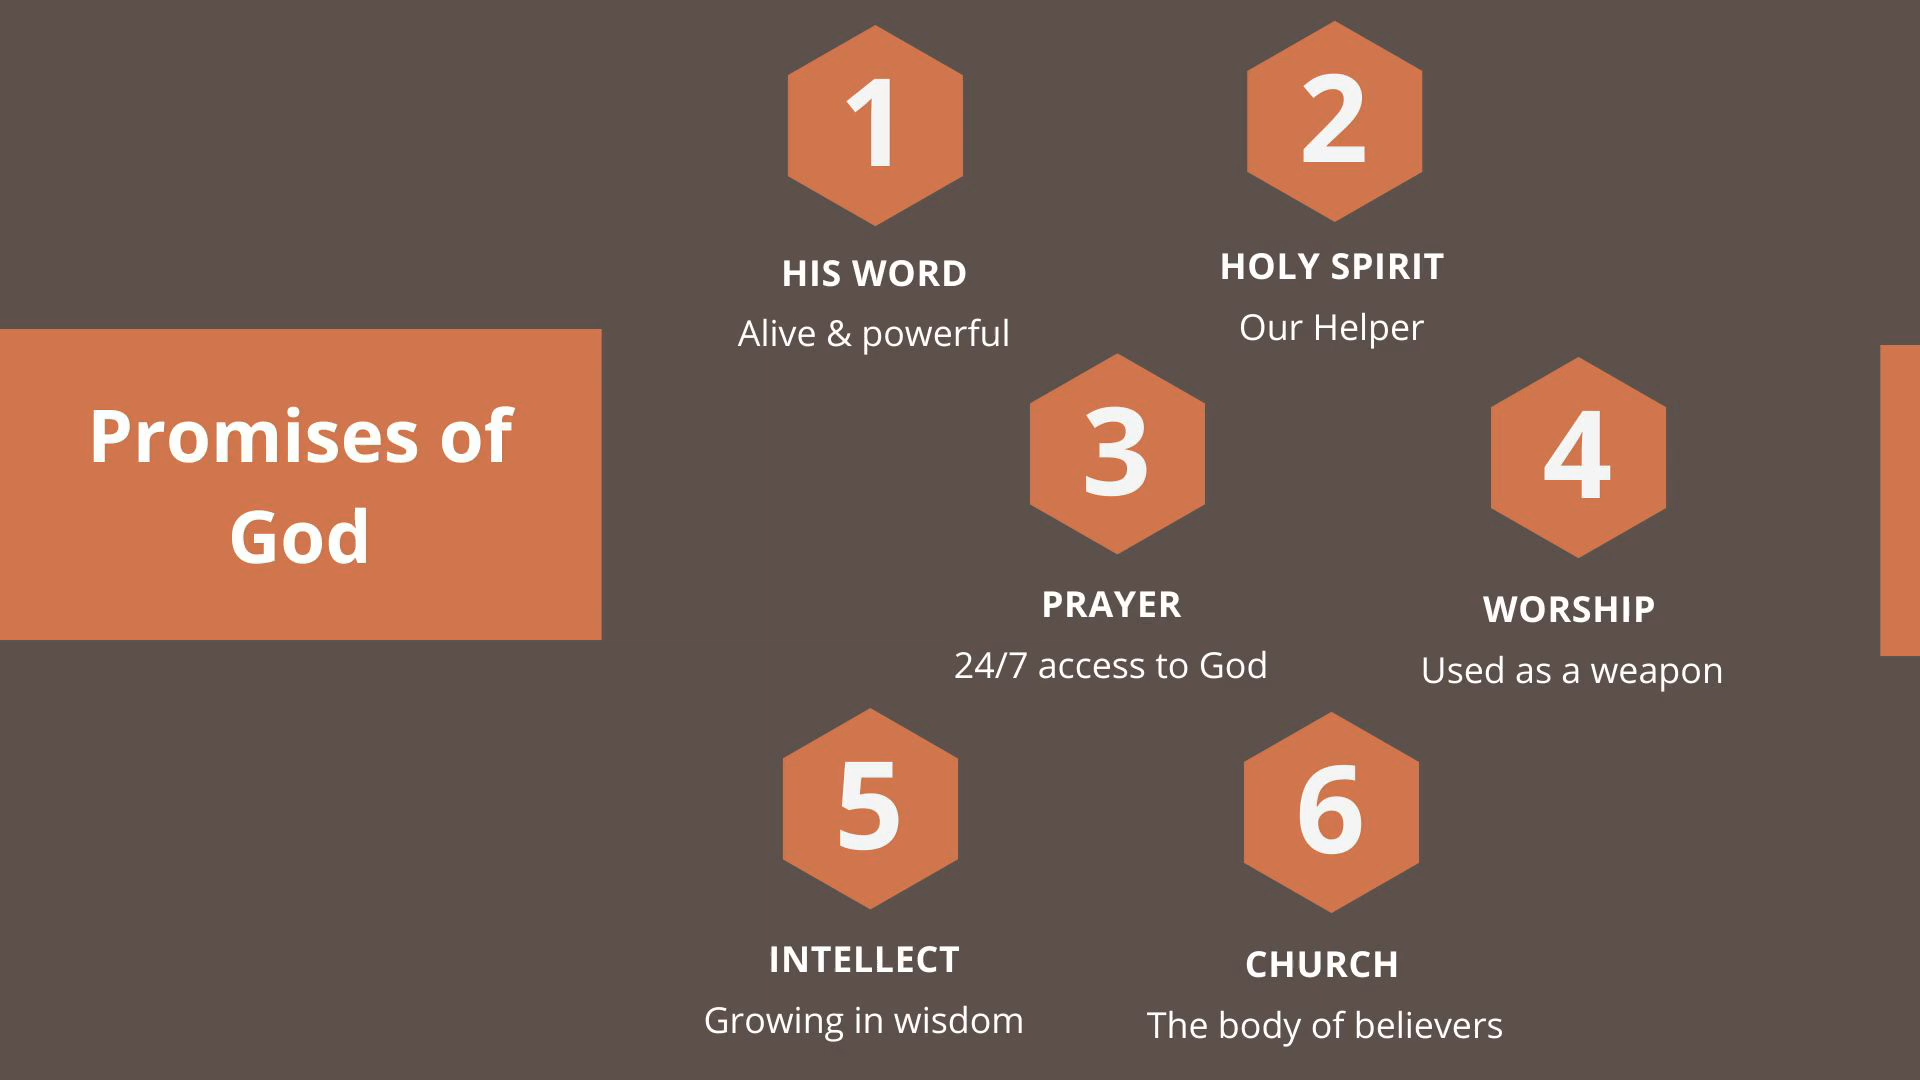 Promises of
God
1
HIS WORD
Alive & powerful
2
HOLY SPIRIT
Our Helper
3
PRAYER
24/7 access to God
4
WORSHIP
Used as a weapon
5
INTELLECT
Growing in wisdom
6
CHURCH
The body of believers